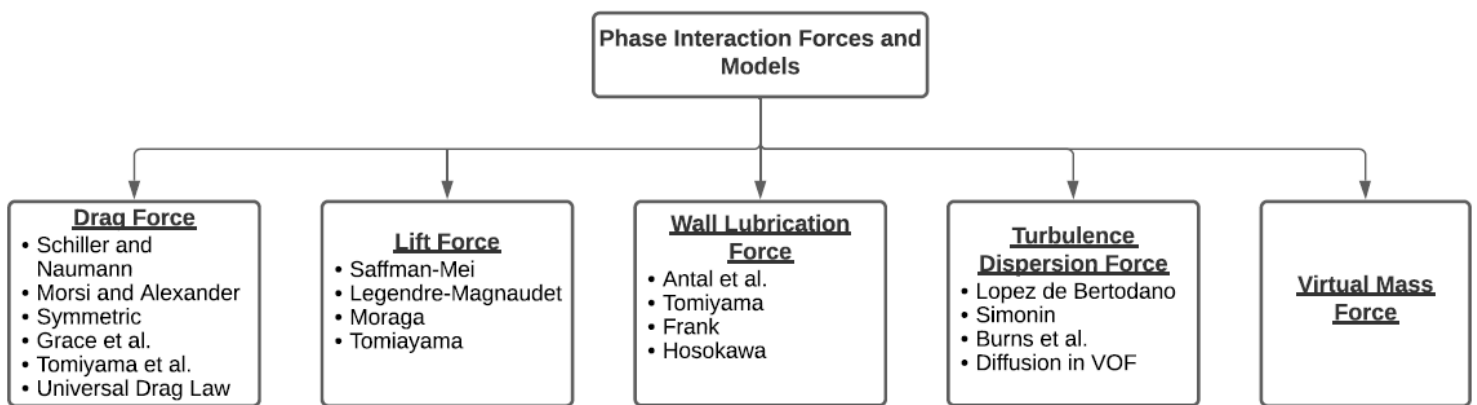 Phase Interaction Forces and
Models
Drag Force
• Schiller and
Naumann
• Morsi and Alexander
• Symmetric
• Grace et al.
• Tomiyama et al.
• Universal Drag Law
Lift Force
• Saffman-Mei
• Legendre-Magnaudet
• Moraga
• Tomiayama
Wall Lubrication
Force
• Antal et al.
• Tomiyama
• Frank
• Hosokawa
Turbulence
Dispersion Force
• Lopez de Bertodano
• Simonin
• Burns et al.
• Diffusion in VOF
Virtual Mass
Force